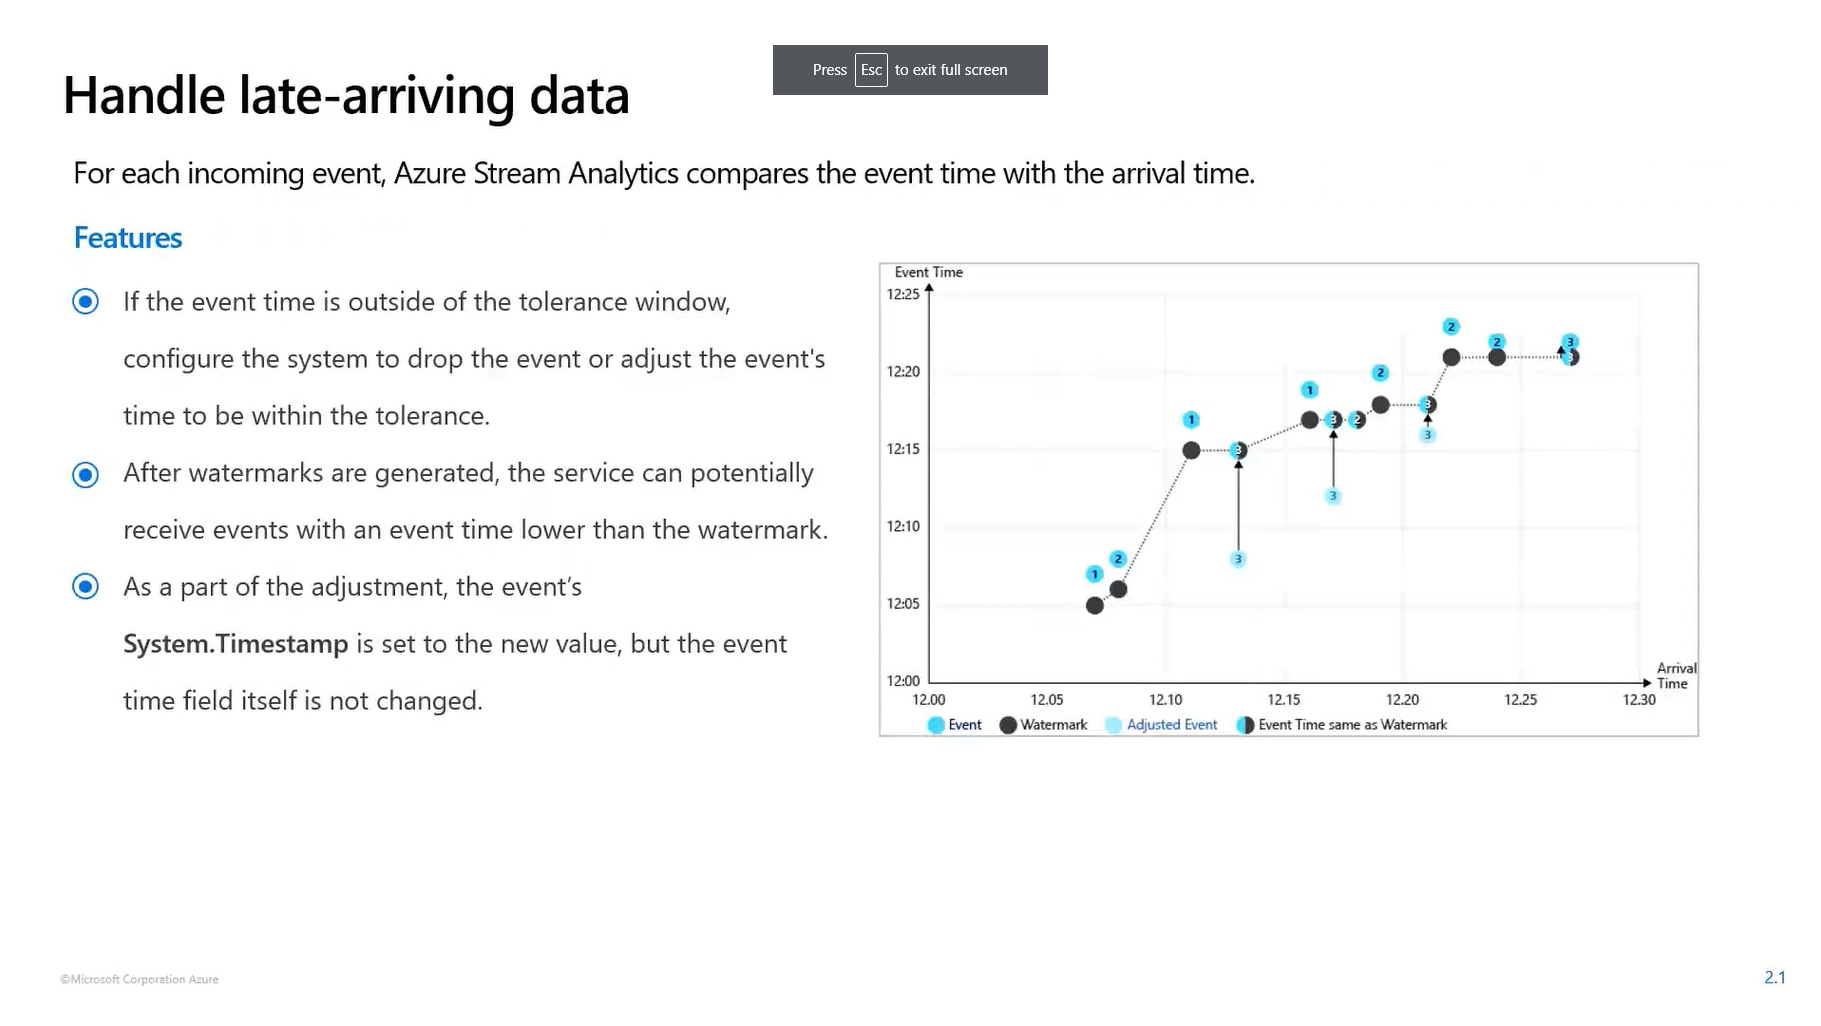 Press Esc to exit full screen
Handle late-arriving data
For each incoming event, Azure Stream Analytics compares the event time with the arrival time.
Features
If the event time is outside of the tolerance window,
configure the system to drop the event or adjust the event's
time to be within the tolerance.
After watermarks are generated, the service can potentially
receive events with an event time lower than the watermark.
As a part of the adjustment, the event’s
System.Timestamp is set to the new value, but the event
time field itself is not changed.
Event Time
12:25
2
2
3
3
12:20
2
1
3
1
3
2
3
12:15
3
3
12:10
2
3
1
12:05
12:00
Arrival
Time
12.00 12.05 12.10 12.15 12.20 12.25 12.30
Event Watermark Adjusted Event Event Time same as Watermark
©Microsoft Corporation Azure
2.1